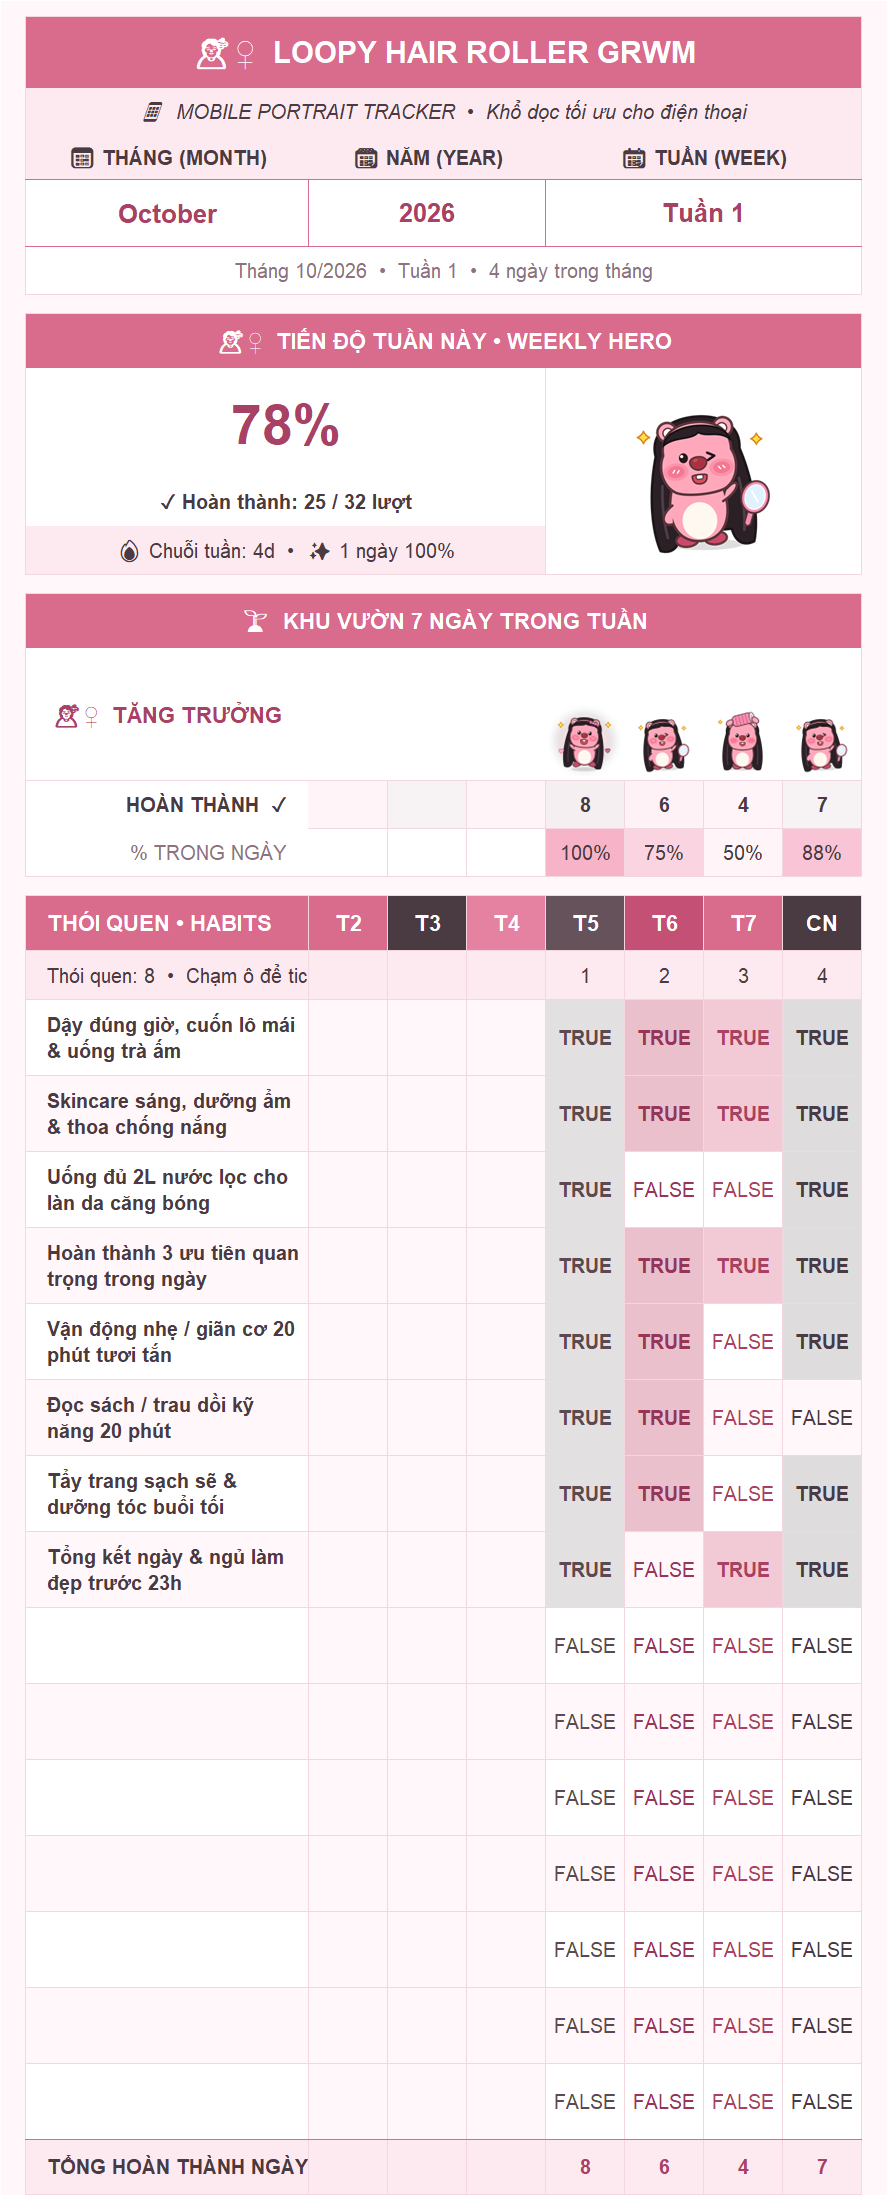 LOOPY HAIR ROLLER GRWM
MOBILE PORTRAIT TRACKER • Khổ dọc tối ưu cho điện thoại
THÁNG (MONTH) NĂM (YEAR) TUẦN (WEEK)
October 2026 Tuần 1
Tháng 10/2026 • Tuần 1 • 4 ngày trong tháng
TIẾN ĐỘ TUẦN NÀY • WEEKLY HERO
78%
✓ Hoàn thành: 25 / 32 lượt
Chuỗi tuần: 4d • ✨ 1 ngày 100%
KHU VƯỜN 7 NGÀY TRONG TUẦN
TĂNG TRƯỞNG
HOÀN THÀNH ✓ 8 6 4 7
% TRONG NGÀY 100% 75% 50% 88%
THÓI QUEN • HABITS T2 T3 T4 T5 T6 T7 CN
Thói quen: 8 • Chạm ô để tic 1 2 3 4
Dậy đúng giờ, cuốn lô mái
& uống trà ấm TRUE TRUE TRUE TRUE
Skincare sáng, dưỡng ẩm
& thoa chống nắng TRUE TRUE TRUE TRUE
Uống đủ 2L nước lọc cho
làn da căng bóng TRUE FALSE FALSE TRUE
Hoàn thành 3 ưu tiên quan
trọng trong ngày TRUE TRUE TRUE TRUE
Vận động nhẹ / giãn cơ 20
phút tươi tắn TRUE TRUE FALSE TRUE
Đọc sách / trau dồi kỹ
năng 20 phút TRUE TRUE FALSE FALSE
Tẩy trang sạch sẽ &
dưỡng tóc buổi tối TRUE TRUE FALSE TRUE
Tổng kết ngày & ngủ làm
đẹp trước 23h TRUE FALSE TRUE TRUE
FALSE FALSE FALSE FALSE
FALSE FALSE FALSE FALSE
FALSE FALSE FALSE FALSE
FALSE FALSE FALSE FALSE
FALSE FALSE FALSE FALSE
FALSE FALSE FALSE FALSE
FALSE FALSE FALSE FALSE
TỔNG HOÀN THÀNH NGÀY 8 6 4 7